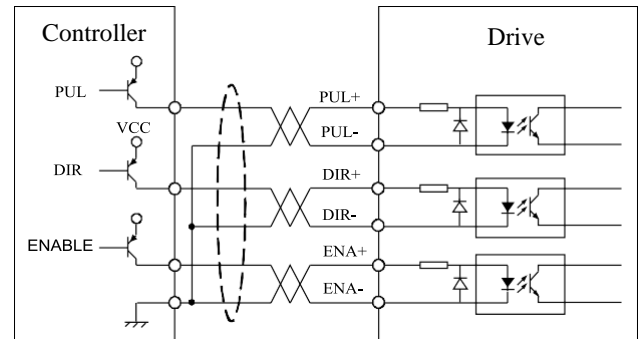 Controller
Drive
PUL
PUL+
PUL-
VCC
DIR
DIR+
DIR-
ENABLE
ENA+
ENA-